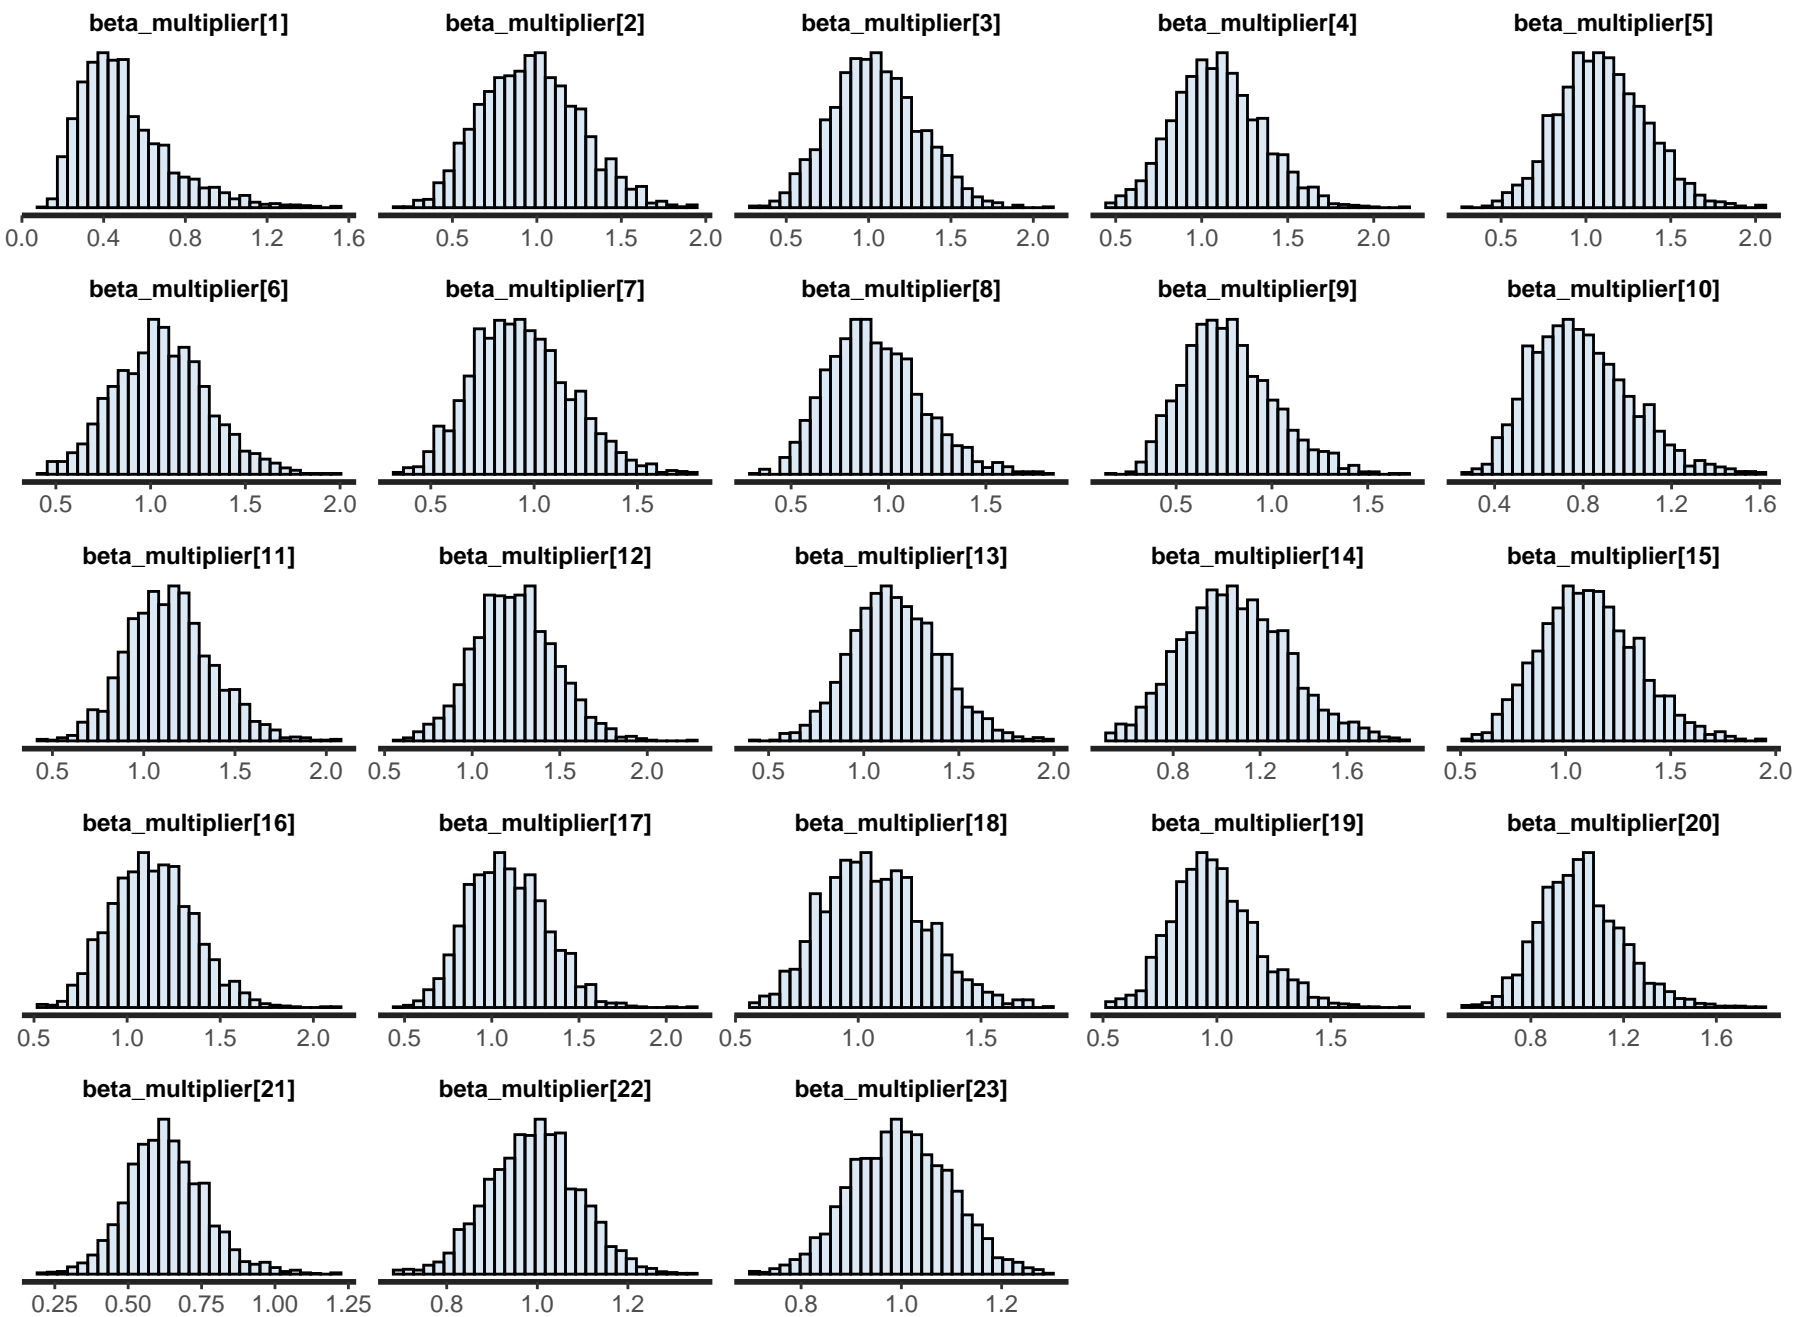 beta_multiplier[1] beta_multiplier[2] beta_multiplier[3] beta_multiplier[4] beta_multiplier[5]
0.0 0.4 0.8 1.2 1.6 0.5 1.0 1.5 2.0 0.5 1.0 1.5 2.0 0.5 1.0 1.5 2.0 0.5 1.0 1.5 2.0
beta_multiplier[6] beta_multiplier[7] beta_multiplier[8] beta_multiplier[9] beta_multiplier[10]
0.5 1.0 1.5 2.0 0.5 1.0 1.5 0.5 1.0 1.5 0.5 1.0 1.5 0.4 0.8 1.2 1.6
beta_multiplier[11] beta_multiplier[12] beta_multiplier[13] beta_multiplier[14] beta_multiplier[15]
0.5 1.0 1.5 2.0 0.5 1.0 1.5 2.0 0.5 1.0 1.5 2.0 0.8 1.2 1.6 0.5 1.0 1.5 2.0
beta_multiplier[16] beta_multiplier[17] beta_multiplier[18] beta_multiplier[19] beta_multiplier[20]
0.5 1.0 1.5 2.0 0.5 1.0 1.5 2.0 0.5 1.0 1.5 0.5 1.0 1.5 0.8 1.2 1.6
beta_multiplier[21] beta_multiplier[22] beta_multiplier[23]
0.25 0.50 0.75 1.00 1.25 0.8 1.0 1.2 0.8 1.0 1.2